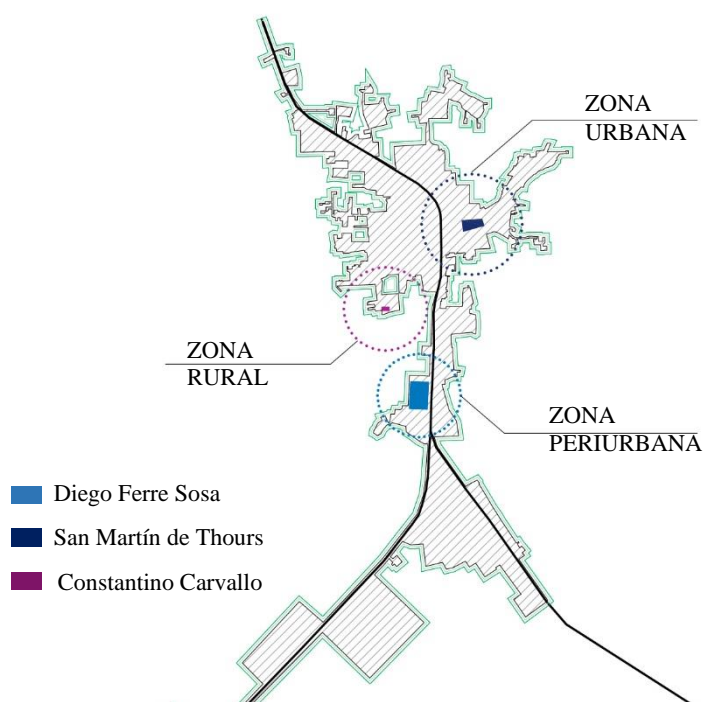 ZONA
URBANA
ZONA
RURAL
ZONA
PERIURBANA
Diego Ferre Sosa
San Martín de Thours
Constantino Carvallo